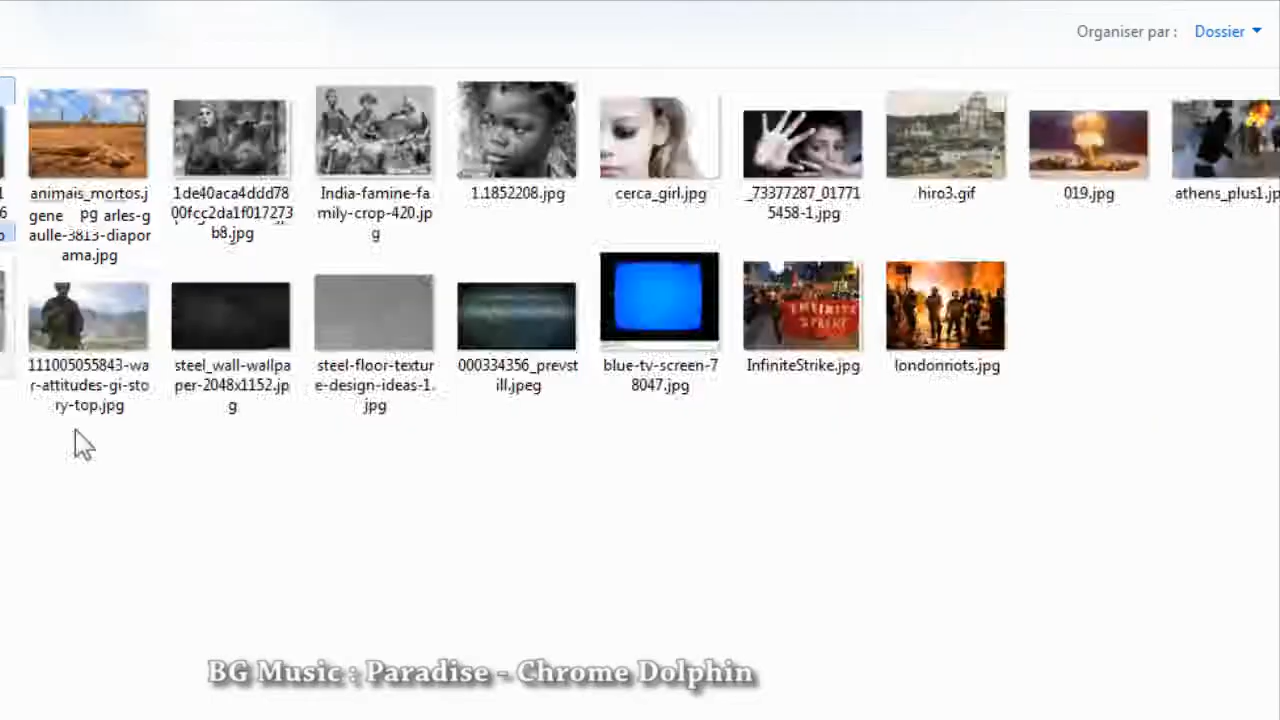 Organiser par : Dossier
animais_mortos.j
pg
gene arles-g
aulle-3813-diapor
ama.jpg
1de40aca4ddd78
00fcc2da1f017273
b8.jpg
India-famine-fa
mily-crop-420.jp
g
1.1852208.jpg
cerca_girl.jpg
_73377287_01771
5458-1.jpg
hiro3.gif
019.jpg
athens_plus1.jp
111005055843-wa
r-attitudes-gi-sto
ry-top.jpg
steel_wall-wallpa
per-2048x1152.jp
g
steel-floor-textur
e-design-ideas-1.
jpg
000334356_prevst
ill.jpeg
blue-tv-screen-7
8047.jpg
INFINITE
STRIKE
InfiniteStrike.jpg
londonriots.jpg
BG Music : Paradise - Chrome Dolphin